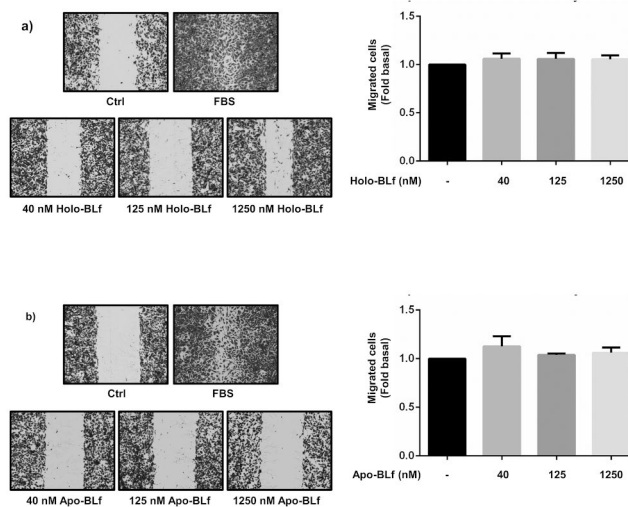 a)
Ctrl
FBS
40 nM Holo-BLf
125 nM Holo-BLf
1250 nM Holo-BLf
Migrated cells
(Fold basal)
1.5
1.0
0.5
0.0
Holo-BLf (nM) - 40 125 1250
b)
Ctrl
FBS
40 nM Apo-BLf
125 nM Apo-BLf
1250 nM Apo-BLf
Migrated cells
(Fold basal)
1.5
1.0
0.5
0.0
Apo-BLf (nM) - 40 125 1250